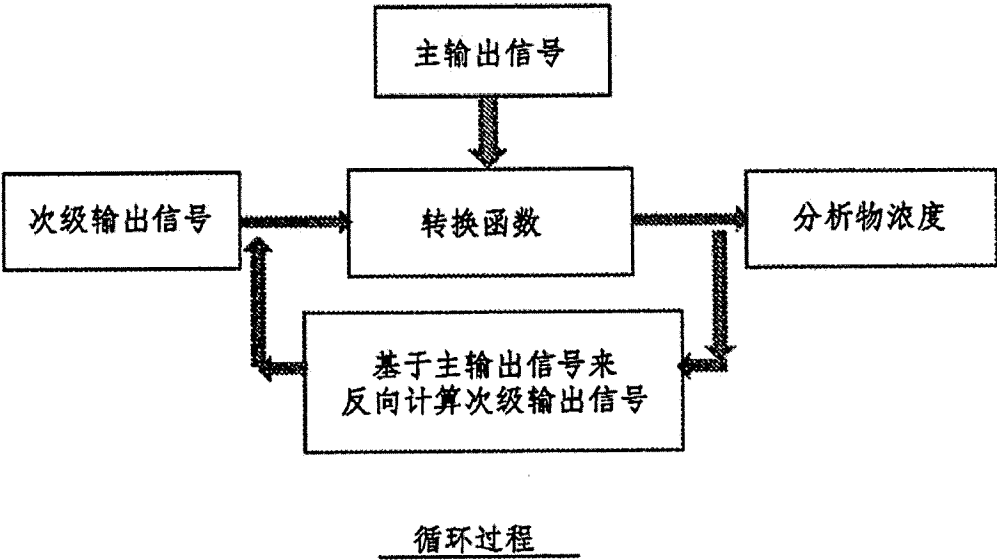 主输出信号
次级输出信号
转换函数
分析物浓度
基于主输出信号来
反向计算次级输出信号
循环过程